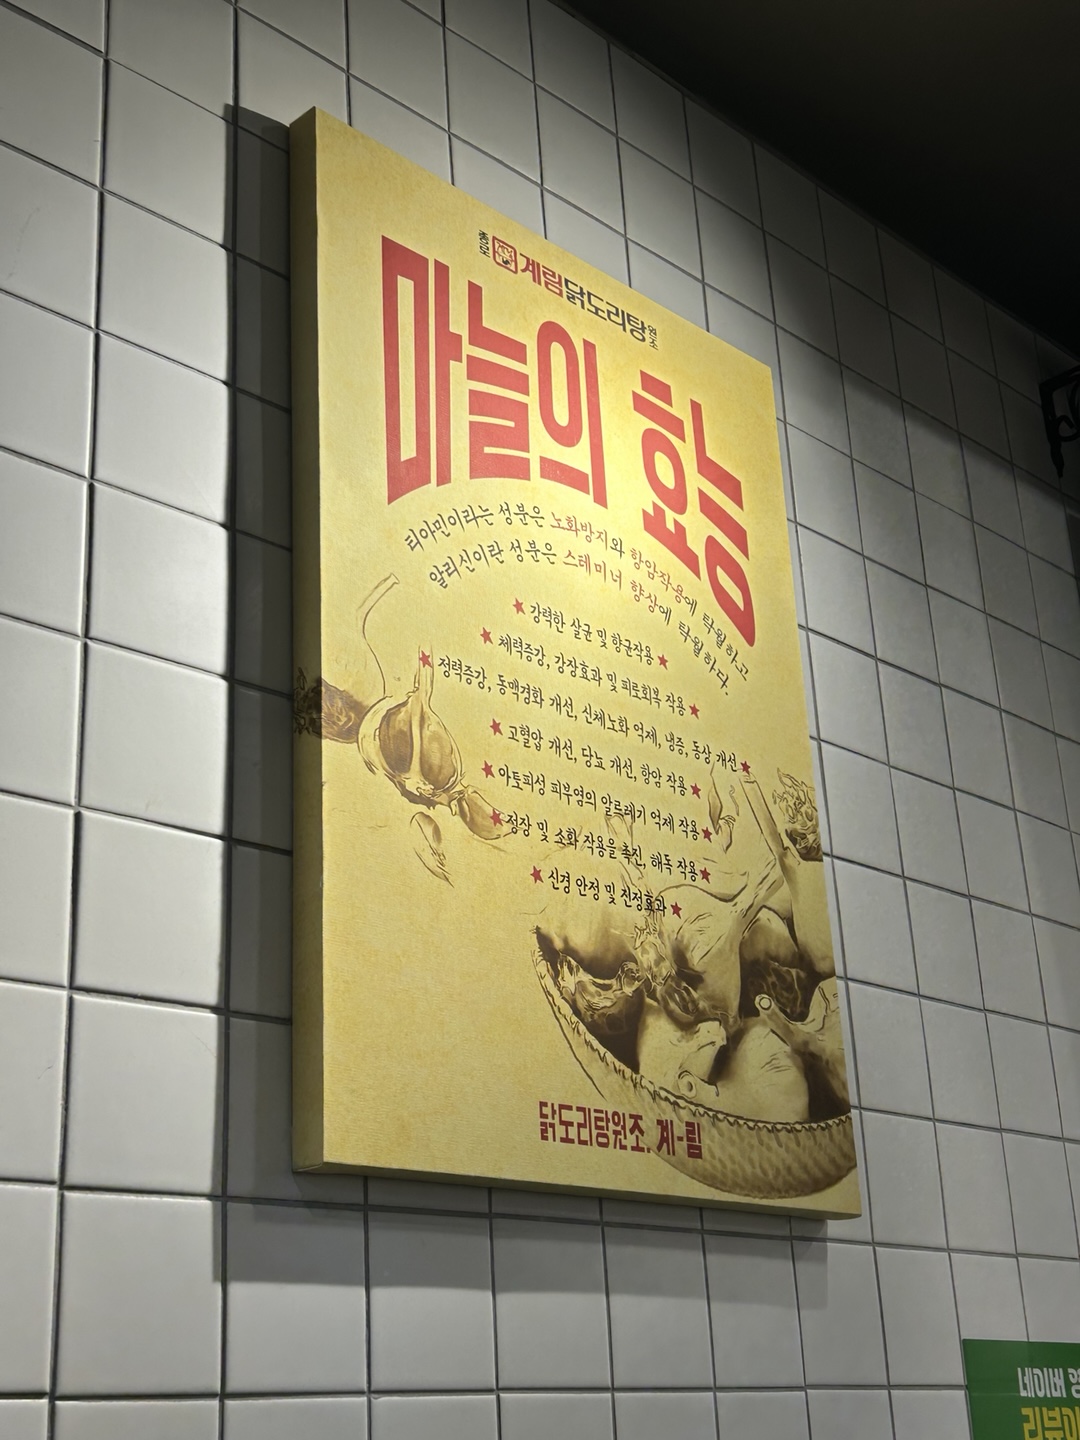 종로 계림닭도리탕 원조
마늘의 효능
티아민이라는 성분은 노화방지와 항암작용에 탁월하고
알리신이란 성분은 스테미너 향상에 탁월하다.
★ 강력한 살균 및 향균작용 ★
★ 체력증강, 강장효과 및 피로회복 작용 ★
★ 정력증강, 동맥경화 개선, 신체노화 억제, 냉증, 동상 개선 ★
★ 고혈압 개선, 당뇨 개선, 항암 작용 ★
★ 아토피성 피부염의 알르레기 억제 작용 ★
★ 정장 및 소화 작용을 촉진, 해독 작용 ★
★ 신경 안정 및 진정효과 ★
닭도리탕원조. 계-림
네이버
리뷰